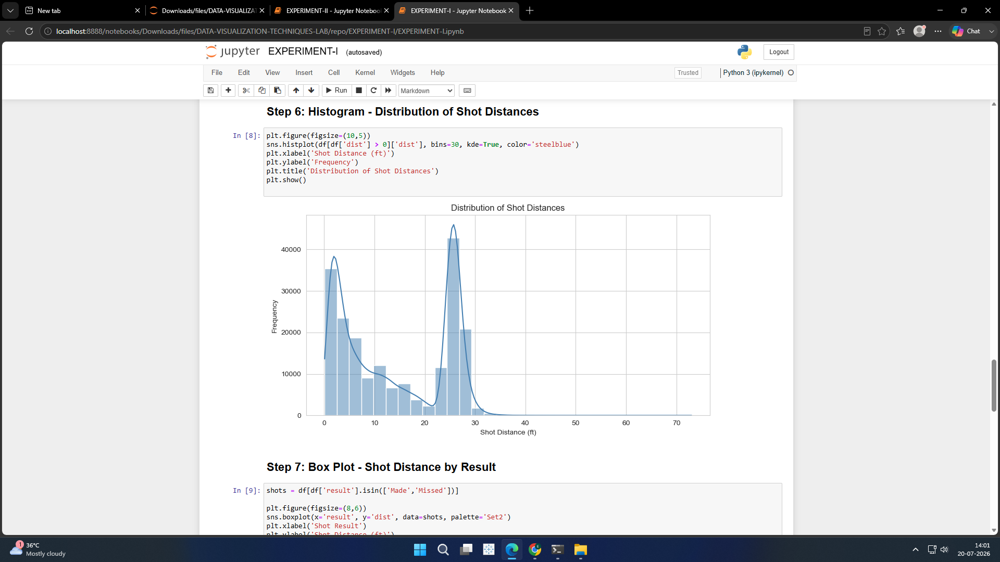 New tab
Downloads/files/DATA-VISUALIZAT
EXPERIMENT-II - Jupyter Notebook
EXPERIMENT-I - Jupyter Notebook
localhost:8888/notebooks/Downloads/files/DATA-VISUALIZATION-TECHNIQUES-LAB/repo/EXPERIMENT-I/EXPERIMENT-I.ipynb
Chat
jupyter EXPERIMENT-I (autosaved)
Logout
File Edit View Insert Cell Kernel Widgets Help
Trusted
Python 3 (ipykernel)
Run
Markdown
Step 6: Histogram - Distribution of Shot Distances
In [8]: plt.figure(figsize=(10,5))
sns.histplot(df[df['dist'] > 0]['dist'], bins=30, kde=True, color='steelblue')
plt.xlabel('Shot Distance (ft)')
plt.ylabel('Frequency')
plt.title('Distribution of Shot Distances')
plt.show()
Distribution of Shot Distances
40000
30000
20000
10000
0
Frequency
0 10 20 30 40 50 60 70
Shot Distance (ft)
Step 7: Box Plot - Shot Distance by Result
In [9]: shots = df[df['result'].isin(['Made','Missed'])]
plt.figure(figsize=(8,6))
sns.boxplot(x='result', y='dist', data=shots, palette='Set2')
plt.xlabel('Shot Result')
plt.ylabel('Shot Distance (ft)')
1
36°C
Mostly cloudy
14:01
20-07-2026